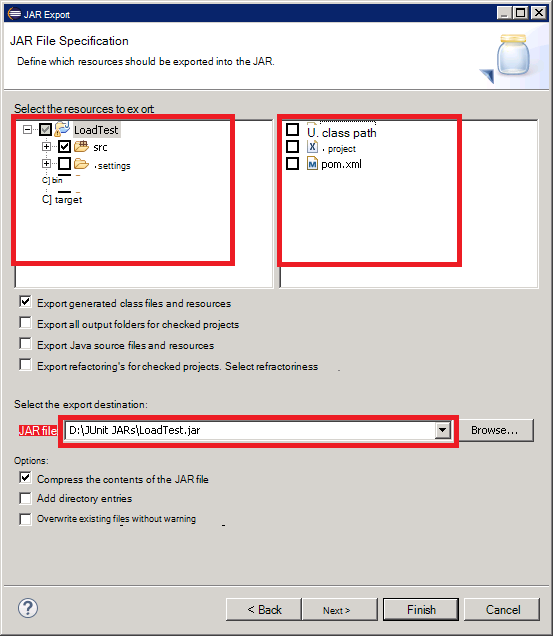 JAR Export
JAR File Specification
Define which resources should be exported into the JAR.
Select the resources to ex ort:
LoadTest
src
.settings
C] bin
C] target
U. class path
. project
pom.xml
Export generated class files and resources
Export all output folders for checked projects
Export Java source files and resources
Export refactoring's for checked projects. Select refractoriness
Select the export destination:
JAR file: D:\JUnit JARs\LoadTest.jar Browse...
Options:
Compress the contents of the JAR file
Add directory entries
Overwrite existing files without warning
? < Back Next > Finish Cancel